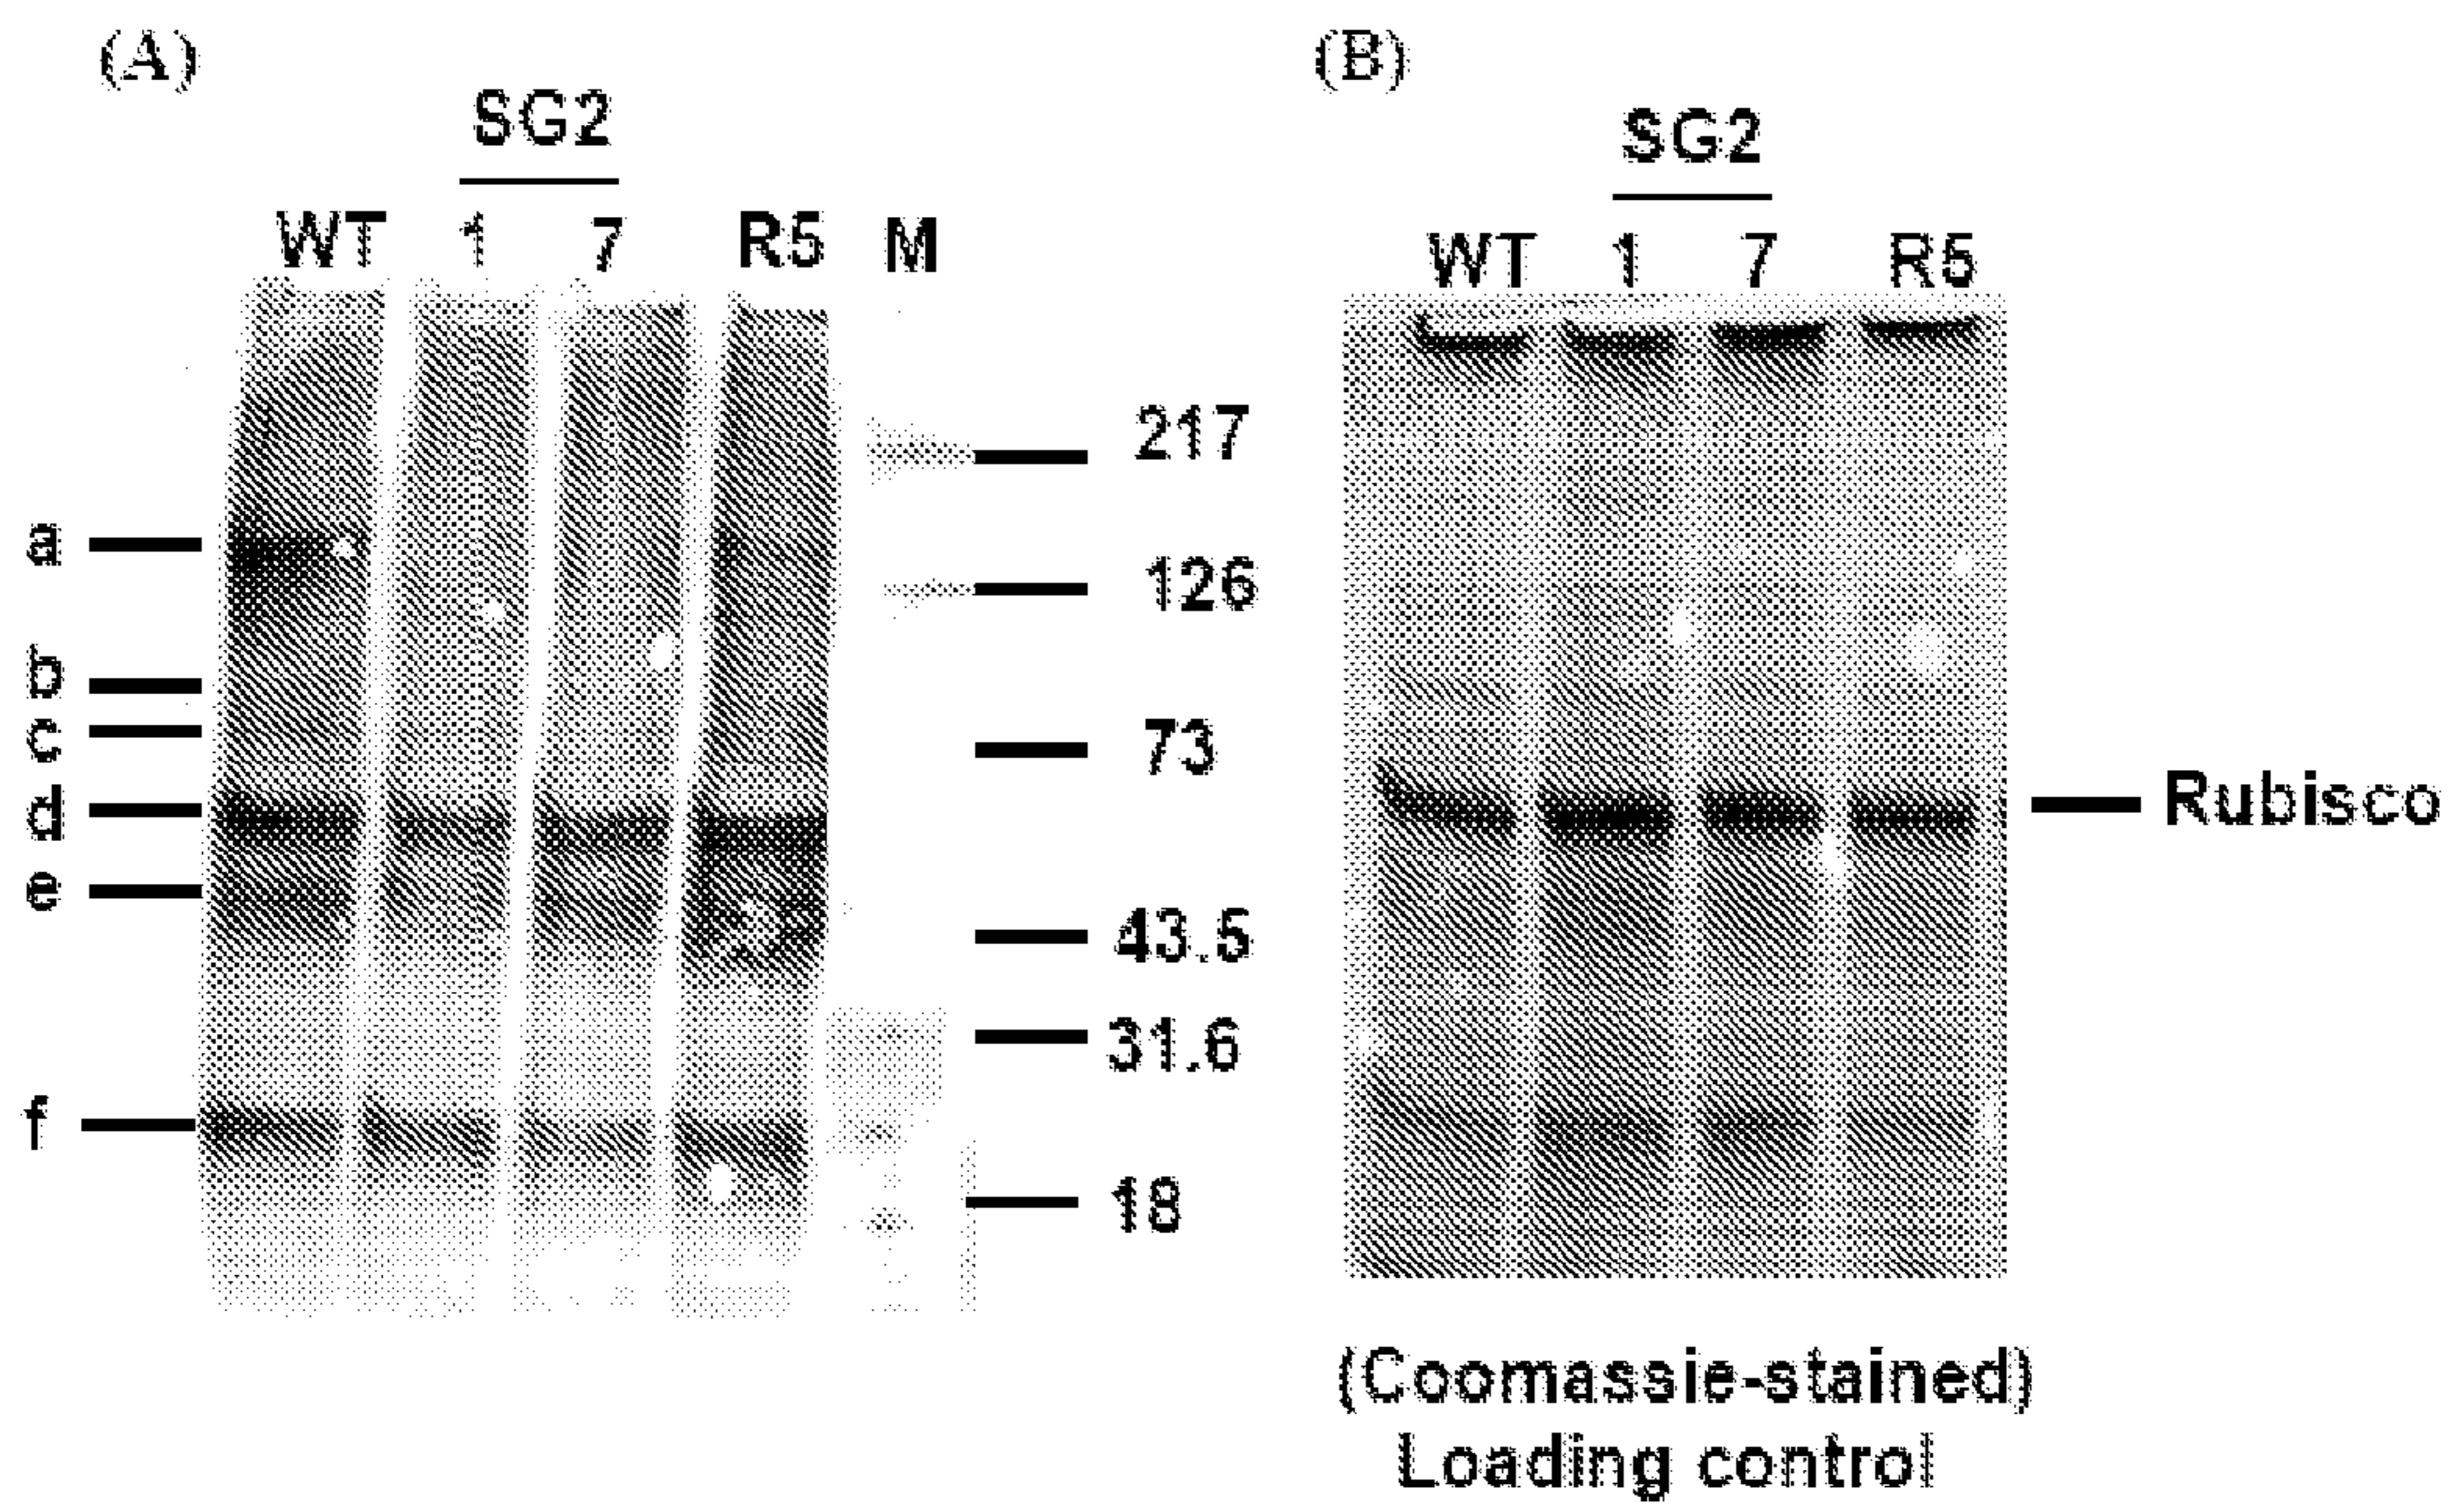 (A)
SG2
WT 1 7 R5 M
a
b
c
d
e
f
217
126
73
43.5
31.6
18
(B)
SG2
WT 1 7 R5
Rubisco
(Coomassie-stained)
Loading control